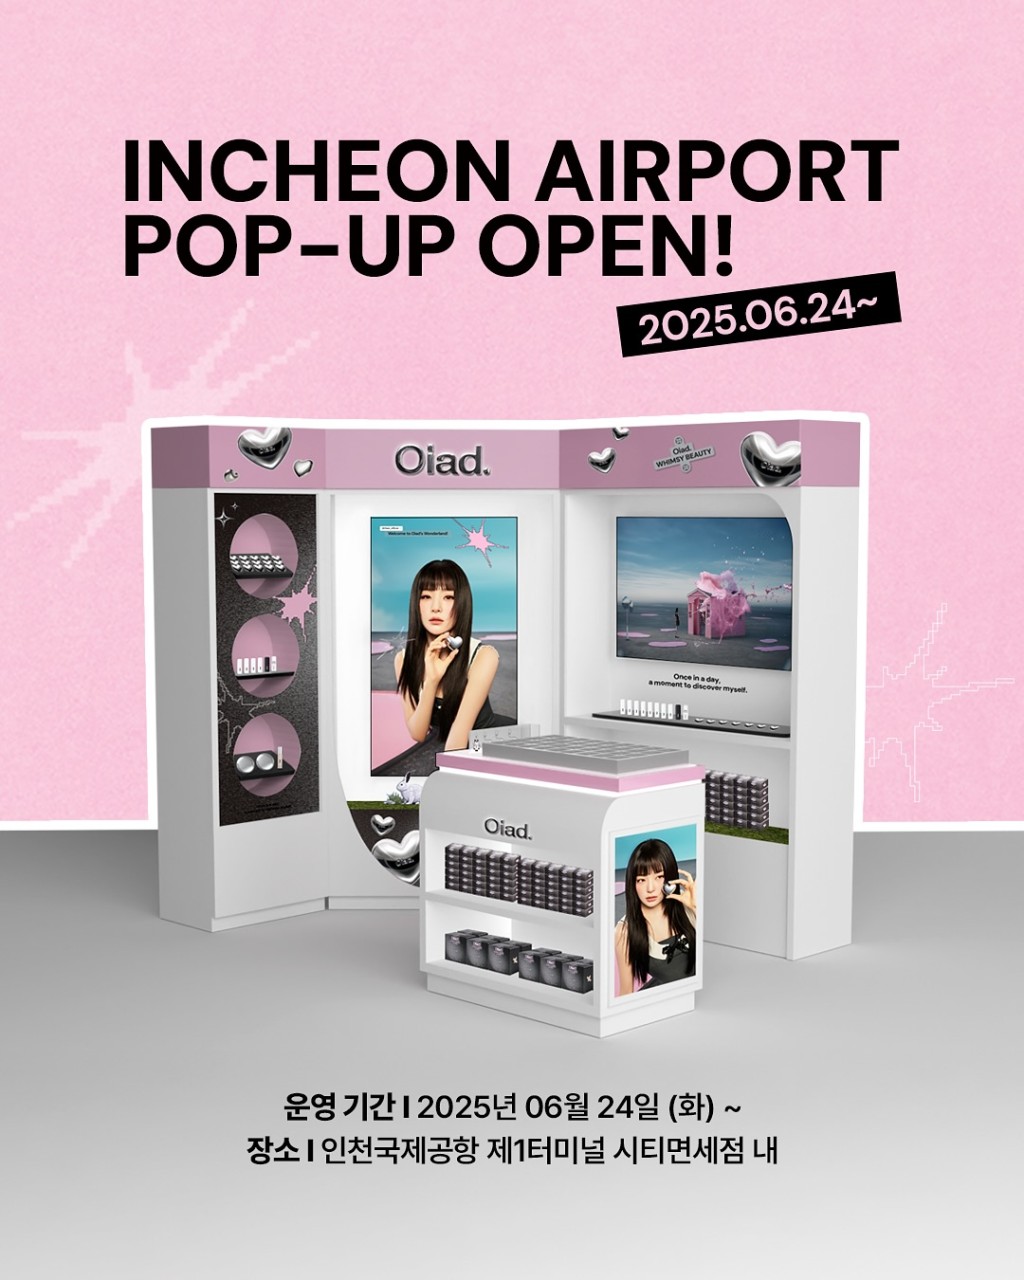 INCHEON AIRPORT
POP-UP OPEN!
2025.06.24~
Oiad.
Oiad.
WHIMSY BEAUTY
Welcome to Oiad's Wonderland!
Once in a day,
a moment to discover myself.
Oiad.
운영 기간 I 2025년 06월 24일 (화) ~
장소 I 인천국제공항 제1터미널 시티면세점 내